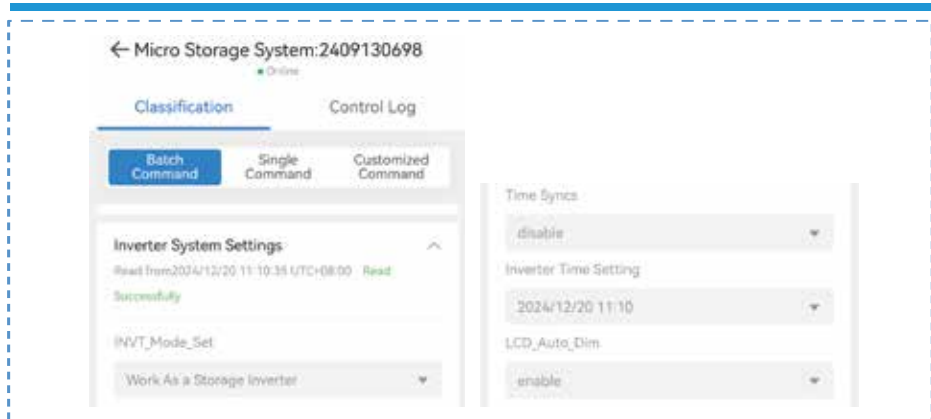 ← Micro Storage System:2409130698
Online
Classification Control Log
Batch Command Single Command Customized Command
Inverter System Settings
Read from2024/12/20 11:10:35 UTC+08:00 Read
Successfully
INVT_Mode_Set
Work As a Storage Inverter
Time Syncs
disable
Inverter Time Setting
2024/12/20 11:10
LCD_Auto_Dim
enable